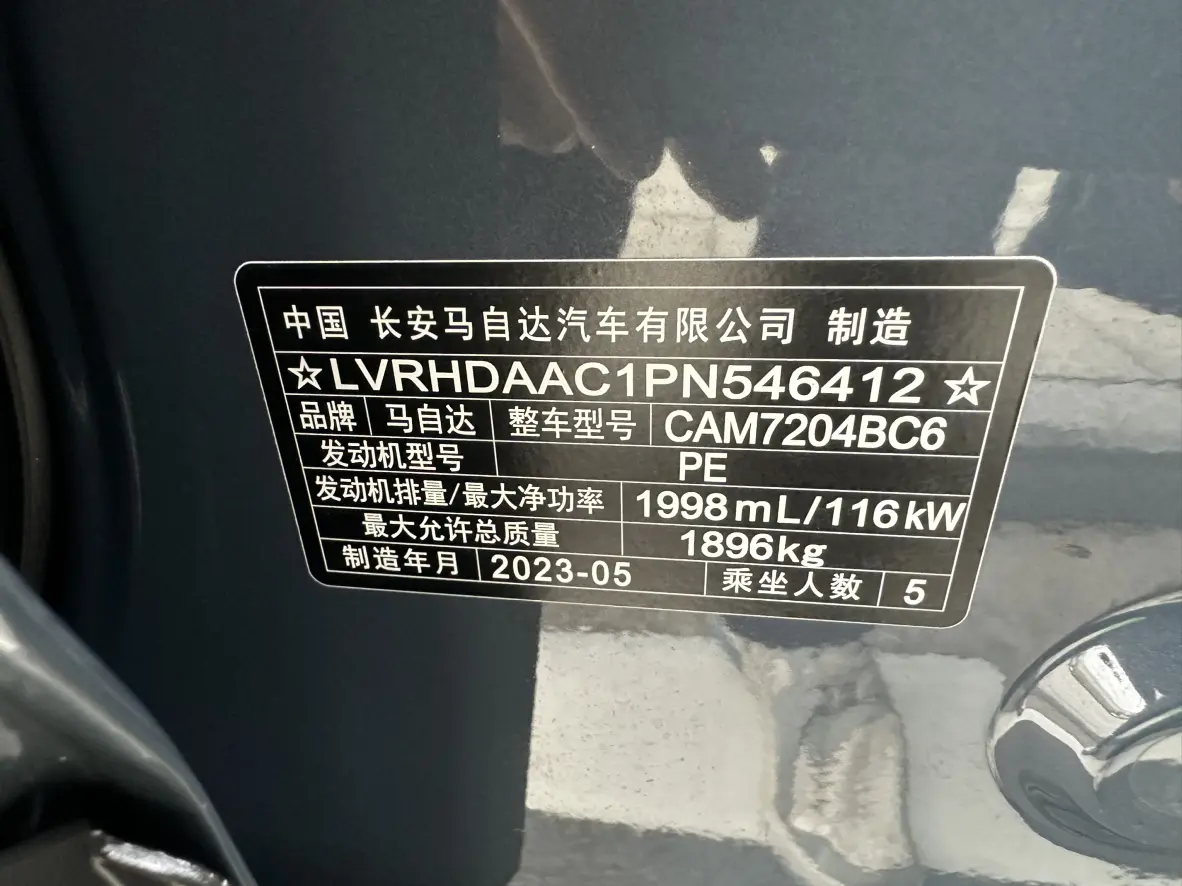 中国 长安马自达汽车有限公司 制造
☆LVRHDAAC1PN546412☆
品牌 马自达 整车型号 CAM7204BC6
发动机型号 PE
发动机排量/最大净功率 1998mL/116kW
最大允许总质量 1896kg
制造年月 2023-05 乘坐人数 5